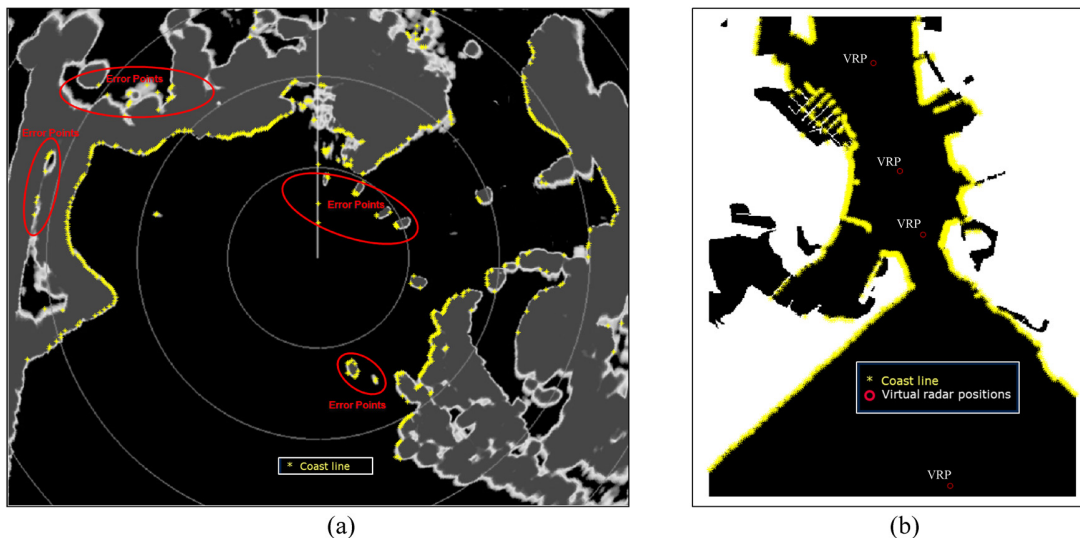 Error Points
Error Points
Error Points
Error Points
* Coast line
(a)
VRP
VRP
VRP
* Coast line
Virtual radar positions
VRP
(b)